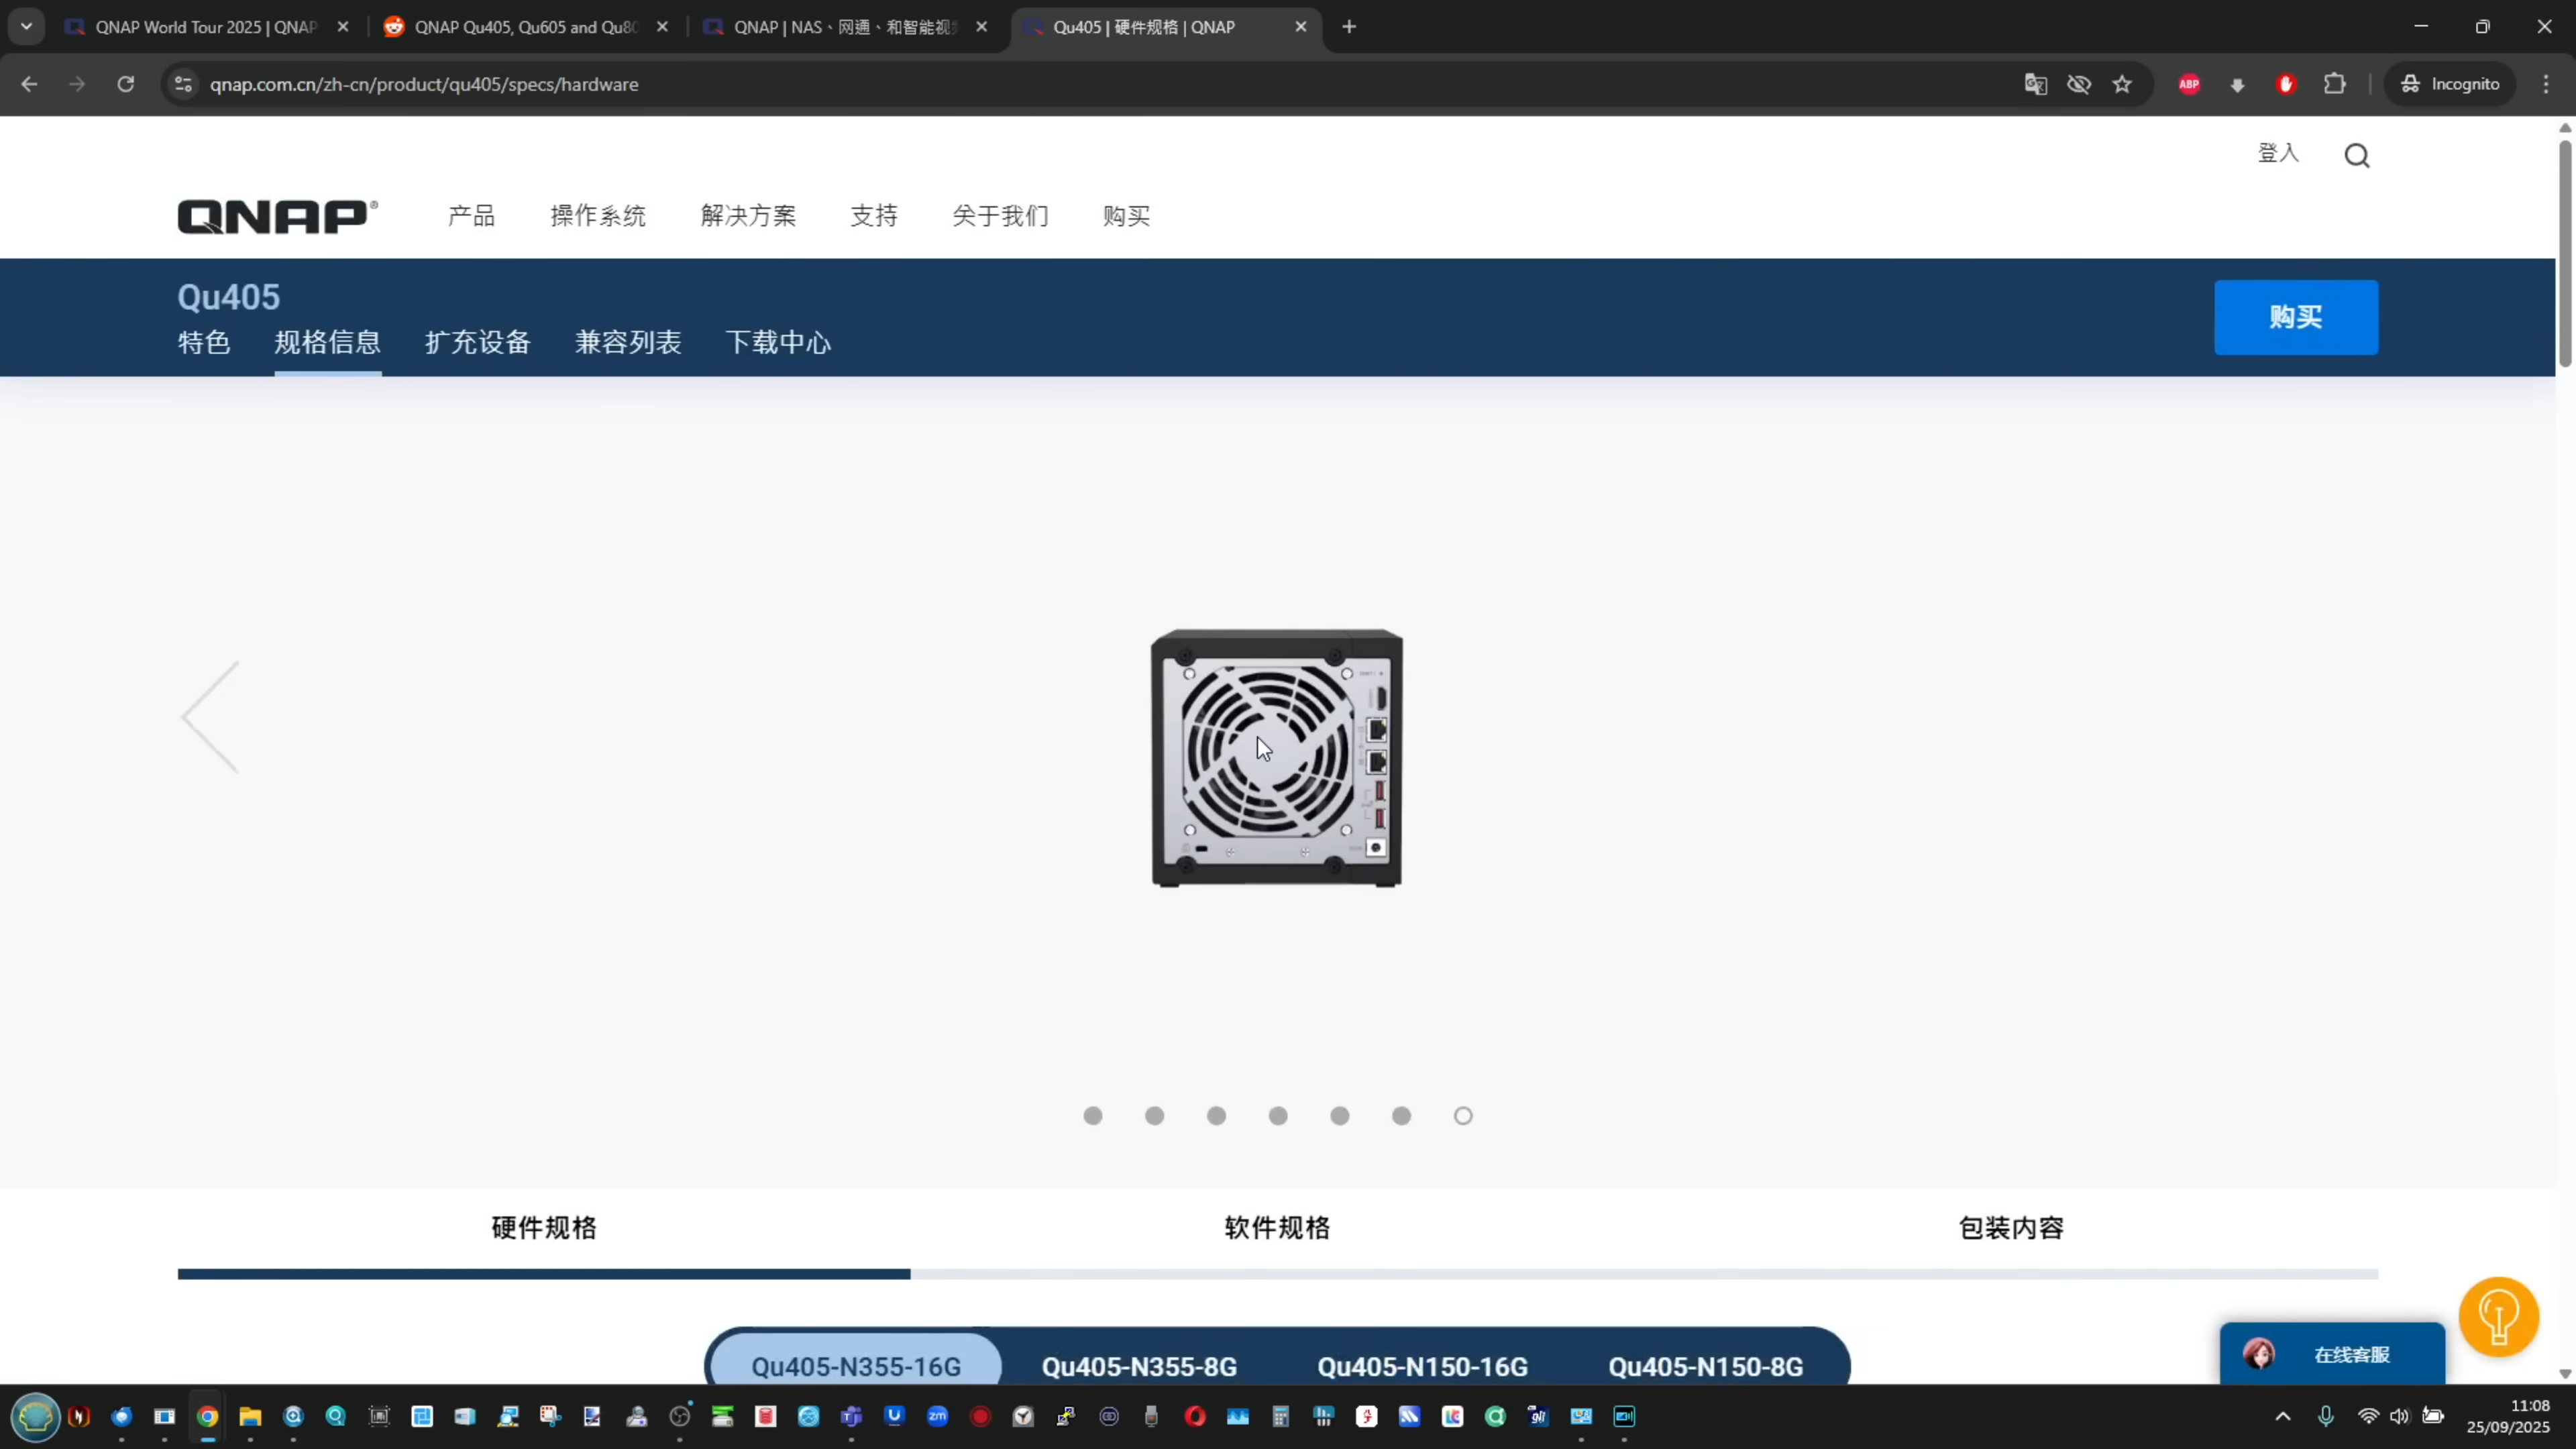 QNAP World Tour 2025 | QNAP
QNAP Qu405, Qu605 and Qu80
QNAP | NAS、网通、和智能视频
Qu405 | 硬件规格 | QNAP
qnap.com.cn/zh-cn/product/qu405/specs/hardware
ABP
Incognito
登入
QNAP
产品
操作系统
解决方案
支持
关于我们
购买
Qu405
特色
规格信息
扩充设备
兼容列表
下载中心
购买
硬件规格
软件规格
包装内容
Qu405-N355-16G
Qu405-N355-8G
Qu405-N150-16G
Qu405-N150-8G
在线客服
zm
11:08
25/09/2025